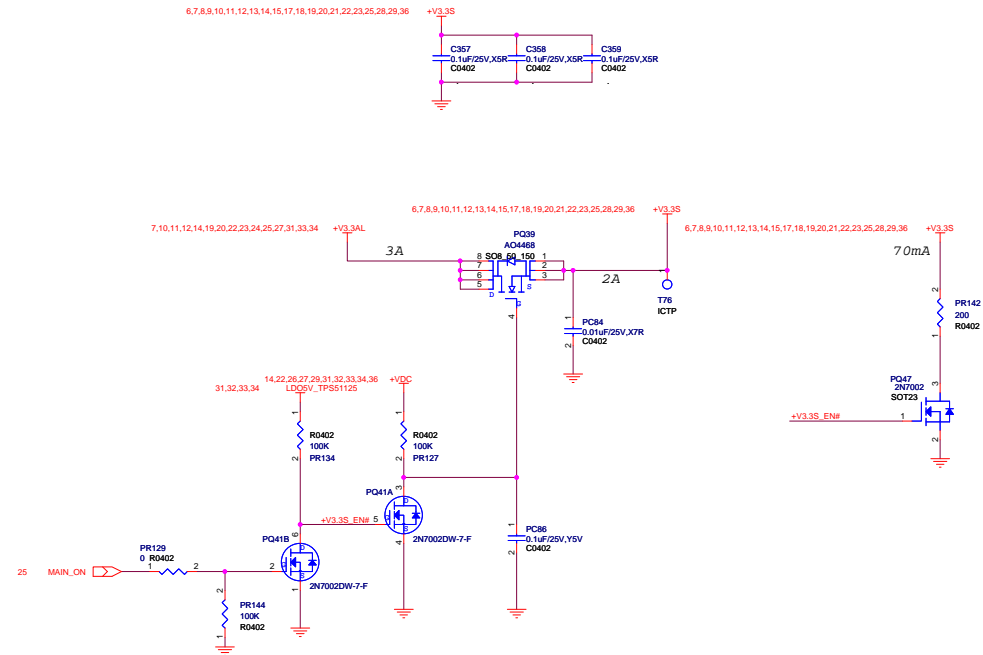 6,7,8,9,10,11,12,13,14,15,17,18,19,20,21,22,23,25,28,29,36 +V3.3S
C357 C358 C359
0.1uF/25V,X5R 0.1uF/25V,X5R 0.1uF/25V,X5R
C0402 C0402 C0402
6,7,8,9,10,11,12,13,14,15,17,18,19,20,21,22,23,25,28,29,36 +V3.3S
7,10,11,12,14,19,20,22,23,24,25,27,31,33,34 +V3.3AL
6,7,8,9,10,11,12,13,14,15,17,18,19,20,21,22,23,25,28,29,36 +V3.3S
PQ39
AO4468
SO8_60_150
3A
70mA
8 1
7 2
6 3
5
D S
G
4
2A
T76
ICTP
1
PC84
0.01uF/25V,X7R
C0402
2
2
PR142
200
R0402
1
14,22,26,27,29,31,32,33,34,36 +VDC
31,32,33,34 LDO5V_TPS51125
PQ47
2N7002
SOT23
3
+V3.3S_EN# 1
2
1 1
R0402 R0402
100K 100K
2 PR134 2 PR127
PQ41A
3
D
+V3.3S_EN# 5
G
S
4
2N7002DW-7-F
1
PC86
0.1uF/25V,Y5V
C0402
2
PQ41B
6
D
PR129
0 R0402
25 MAIN_ON 1 2 2
G
S
1
2N7002DW-7-F
2
PR144
100K
R0402
1